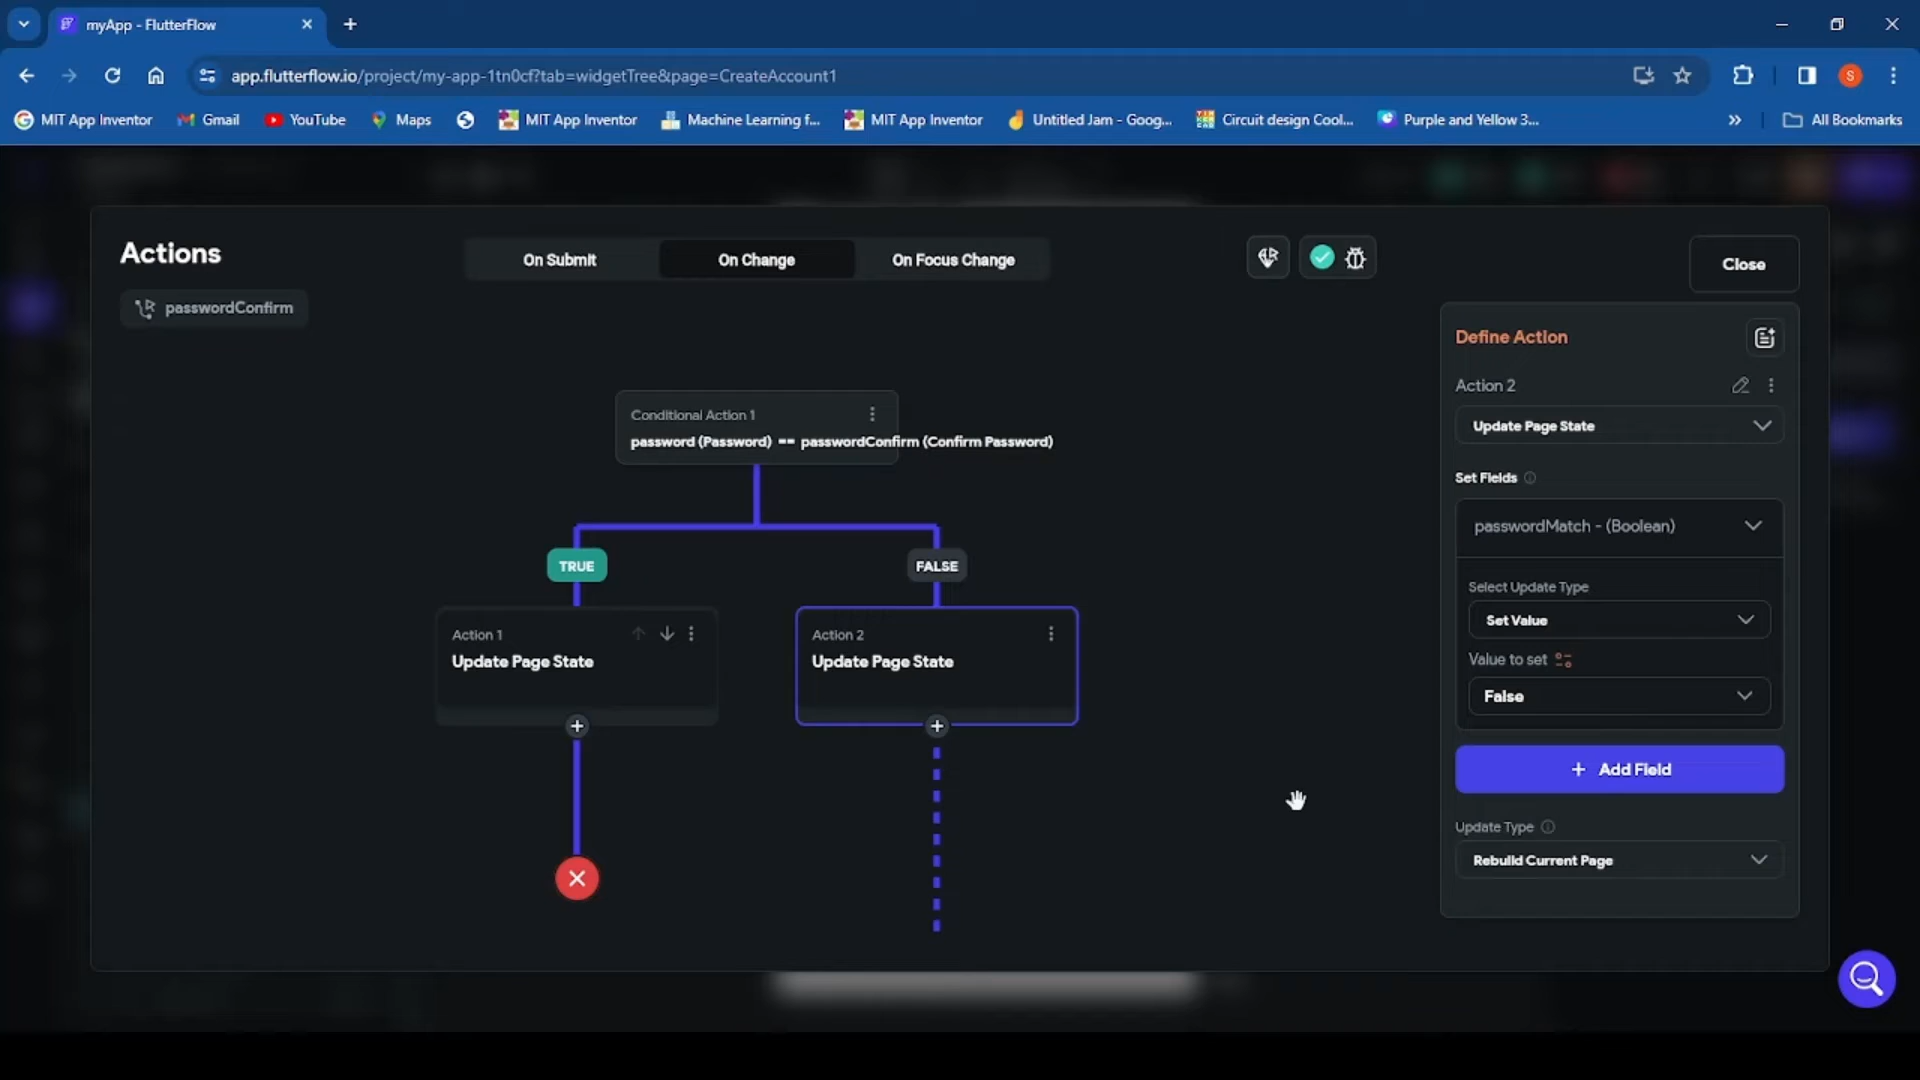 myApp - FlutterFlow
app.flutterflow.io/project/my-app-1tn0cf?tab=widgetTree&page=CreateAccount1
S
MIT App Inventor
Gmail
YouTube
Maps
MIT App Inventor
Machine Learning f...
MIT App Inventor
Untitled Jam - Goog...
Circuit design Cool...
Purple and Yellow 3...
All Bookmarks
Actions
On Submit
On Change
On Focus Change
Close
passwordConfirm
Define Action
Action 2
Update Page State
Set Fields
passwordMatch - (Boolean)
Select Update Type
Set Value
Value to set
False
+ Add Field
Update Type
Rebuild Current Page
Conditional Action 1
password (Password) == passwordConfirm (Confirm Password)
TRUE
FALSE
Action 1
Update Page State
Action 2
Update Page State